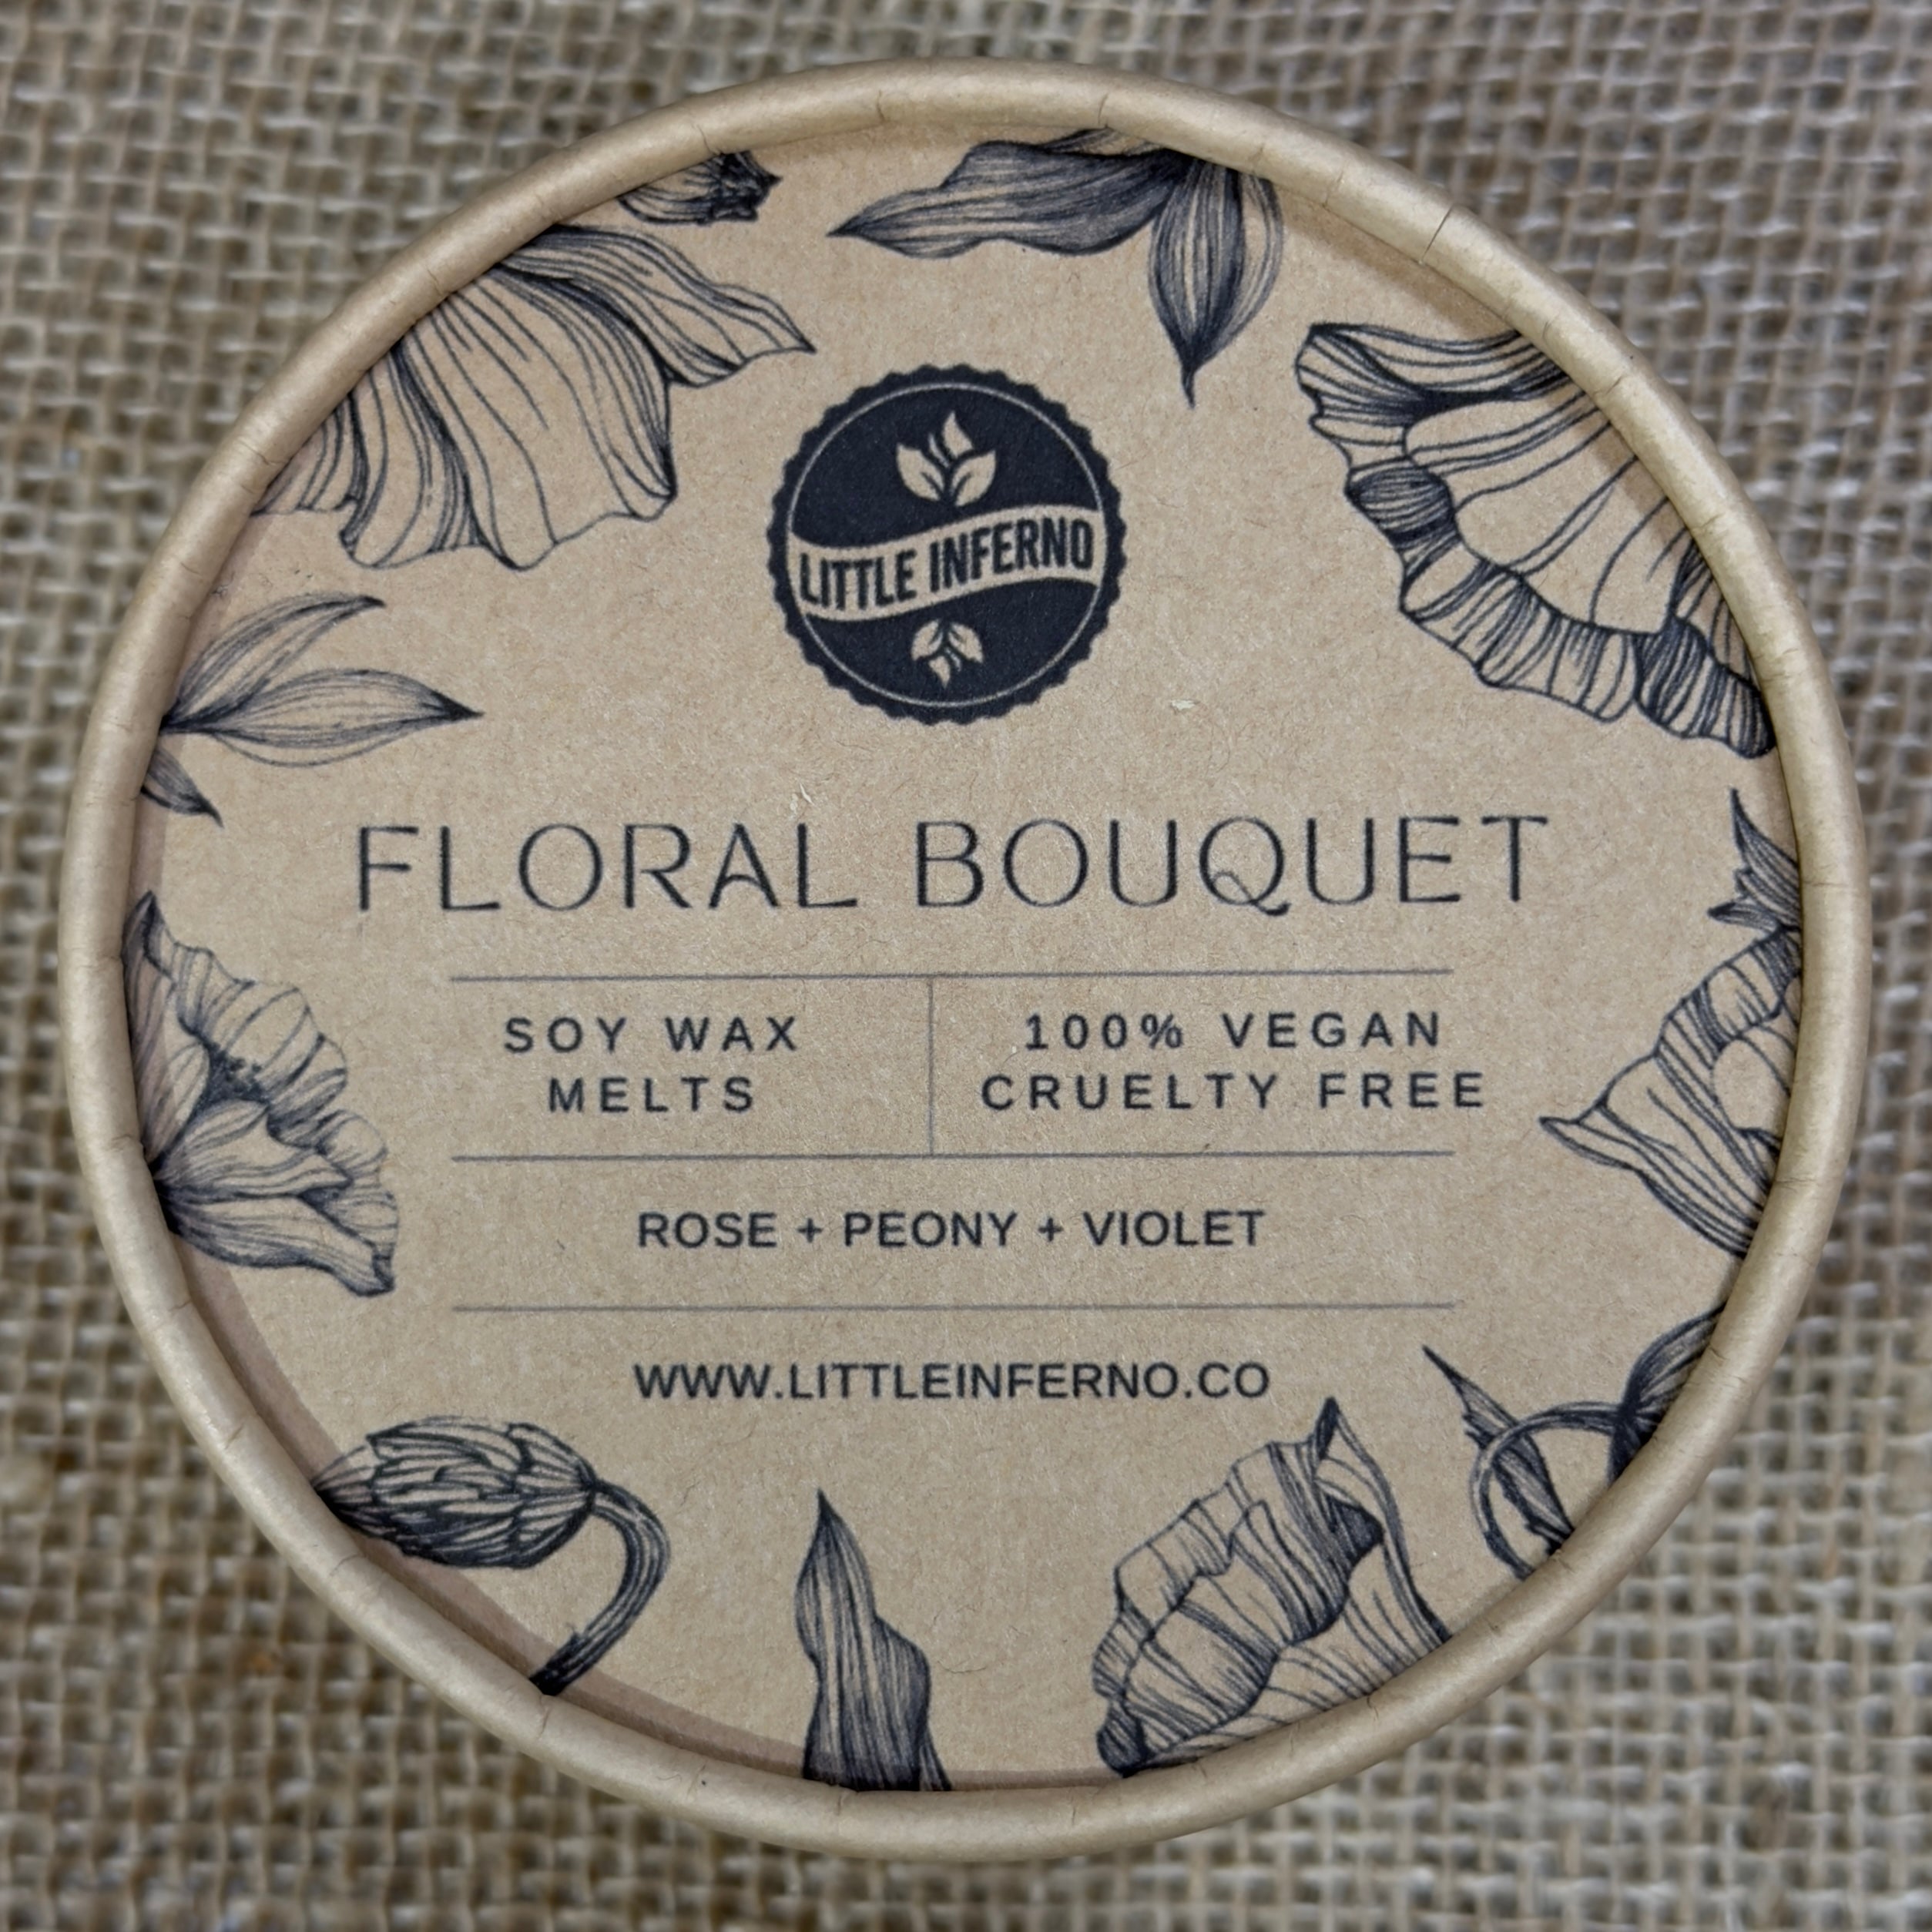 LITTLE INFERNO
FLORAL BOUQUET
SOY WAX
MELTS
100% VEGAN
CRUELTY FREE
ROSE + PEONY + VIOLET
WWW.LITTLEINFERNO.CO